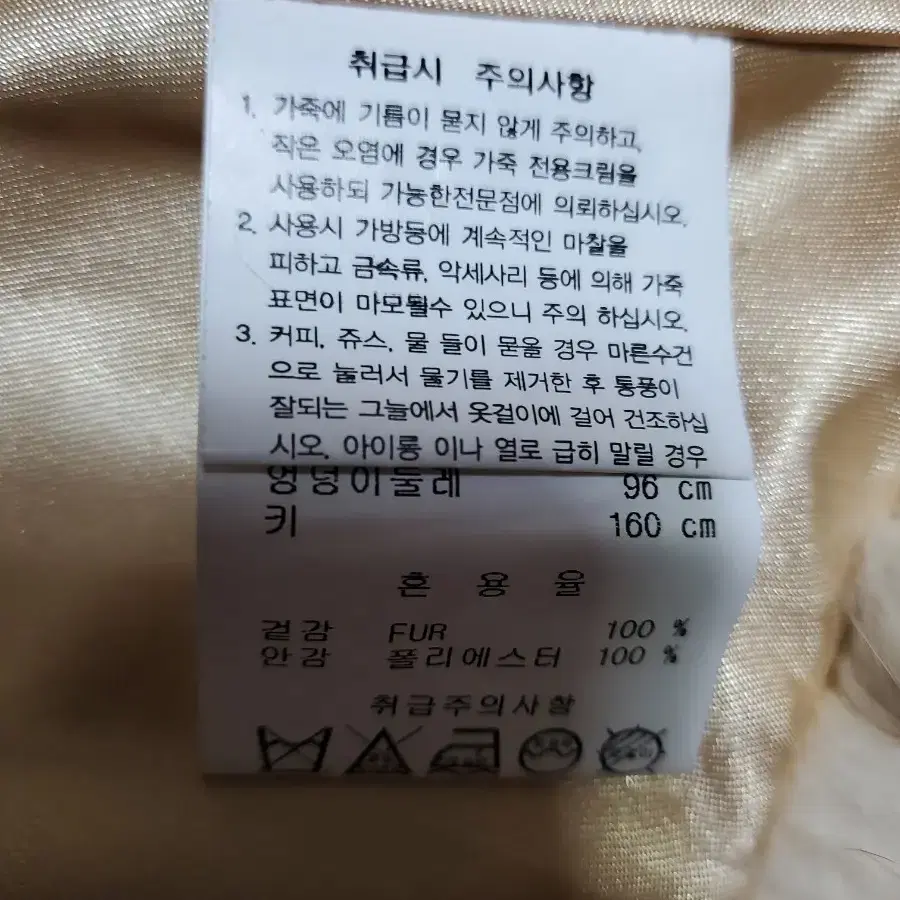 취급시 주의사항
1. 가죽에 기름이 묻지 않게 주의하고,
작은 오염에 경우 가죽 전용크림을
사용하되 가능한전문점에 의뢰하십시오.
2. 사용시 가방등에 계속적인 마찰을
피하고 금속류, 악세사리 등에 의해 가죽
표면이 마모될수 있으니 주의 하십시오.
3. 커피, 쥬스, 물 들이 묻을 경우 마른수건
으로 눌러서 물기를 제거한 후 통풍이
잘되는 그늘에서 옷걸이에 걸어 건조하십
시오, 아이롱 이나 열로 급히 말릴 경우
엉덩이둘레 96 cm
키 160 cm
혼 용 율
겉감 FUR 100 %
안감 폴리에스터 100 %
취급주의사항